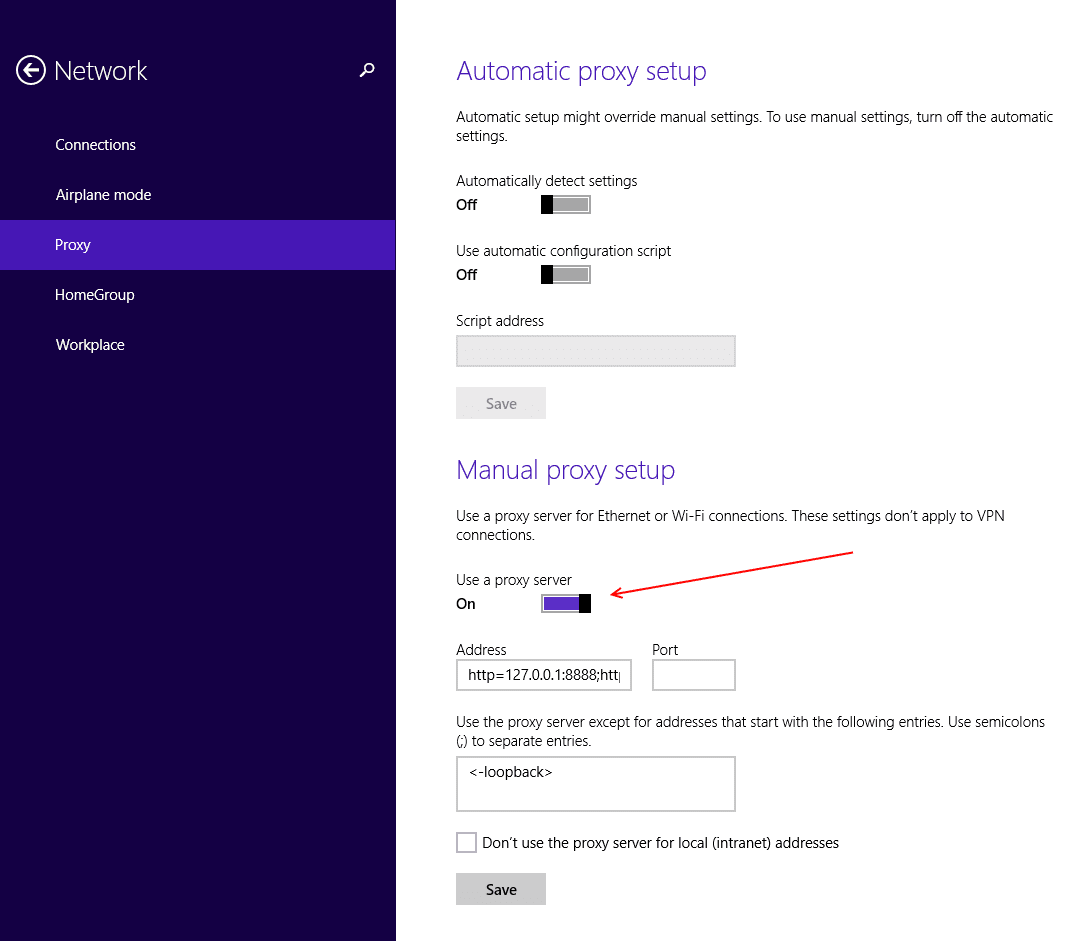 Network
Connections
Airplane mode
Proxy
HomeGroup
Workplace
Automatic proxy setup
Automatic setup might override manual settings. To use manual settings, turn off the automatic
settings.
Automatically detect settings
Off
Use automatic configuration script
Off
Script address
Save
Manual proxy setup
Use a proxy server for Ethernet or Wi-Fi connections. These settings don't apply to VPN
connections.
Use a proxy server
On
Address Port
http=127.0.0.1:8888;http
Use the proxy server except for addresses that start with the following entries. Use semicolons
(;) to separate entries.
<-loopback>
Don't use the proxy server for local (intranet) addresses
Save